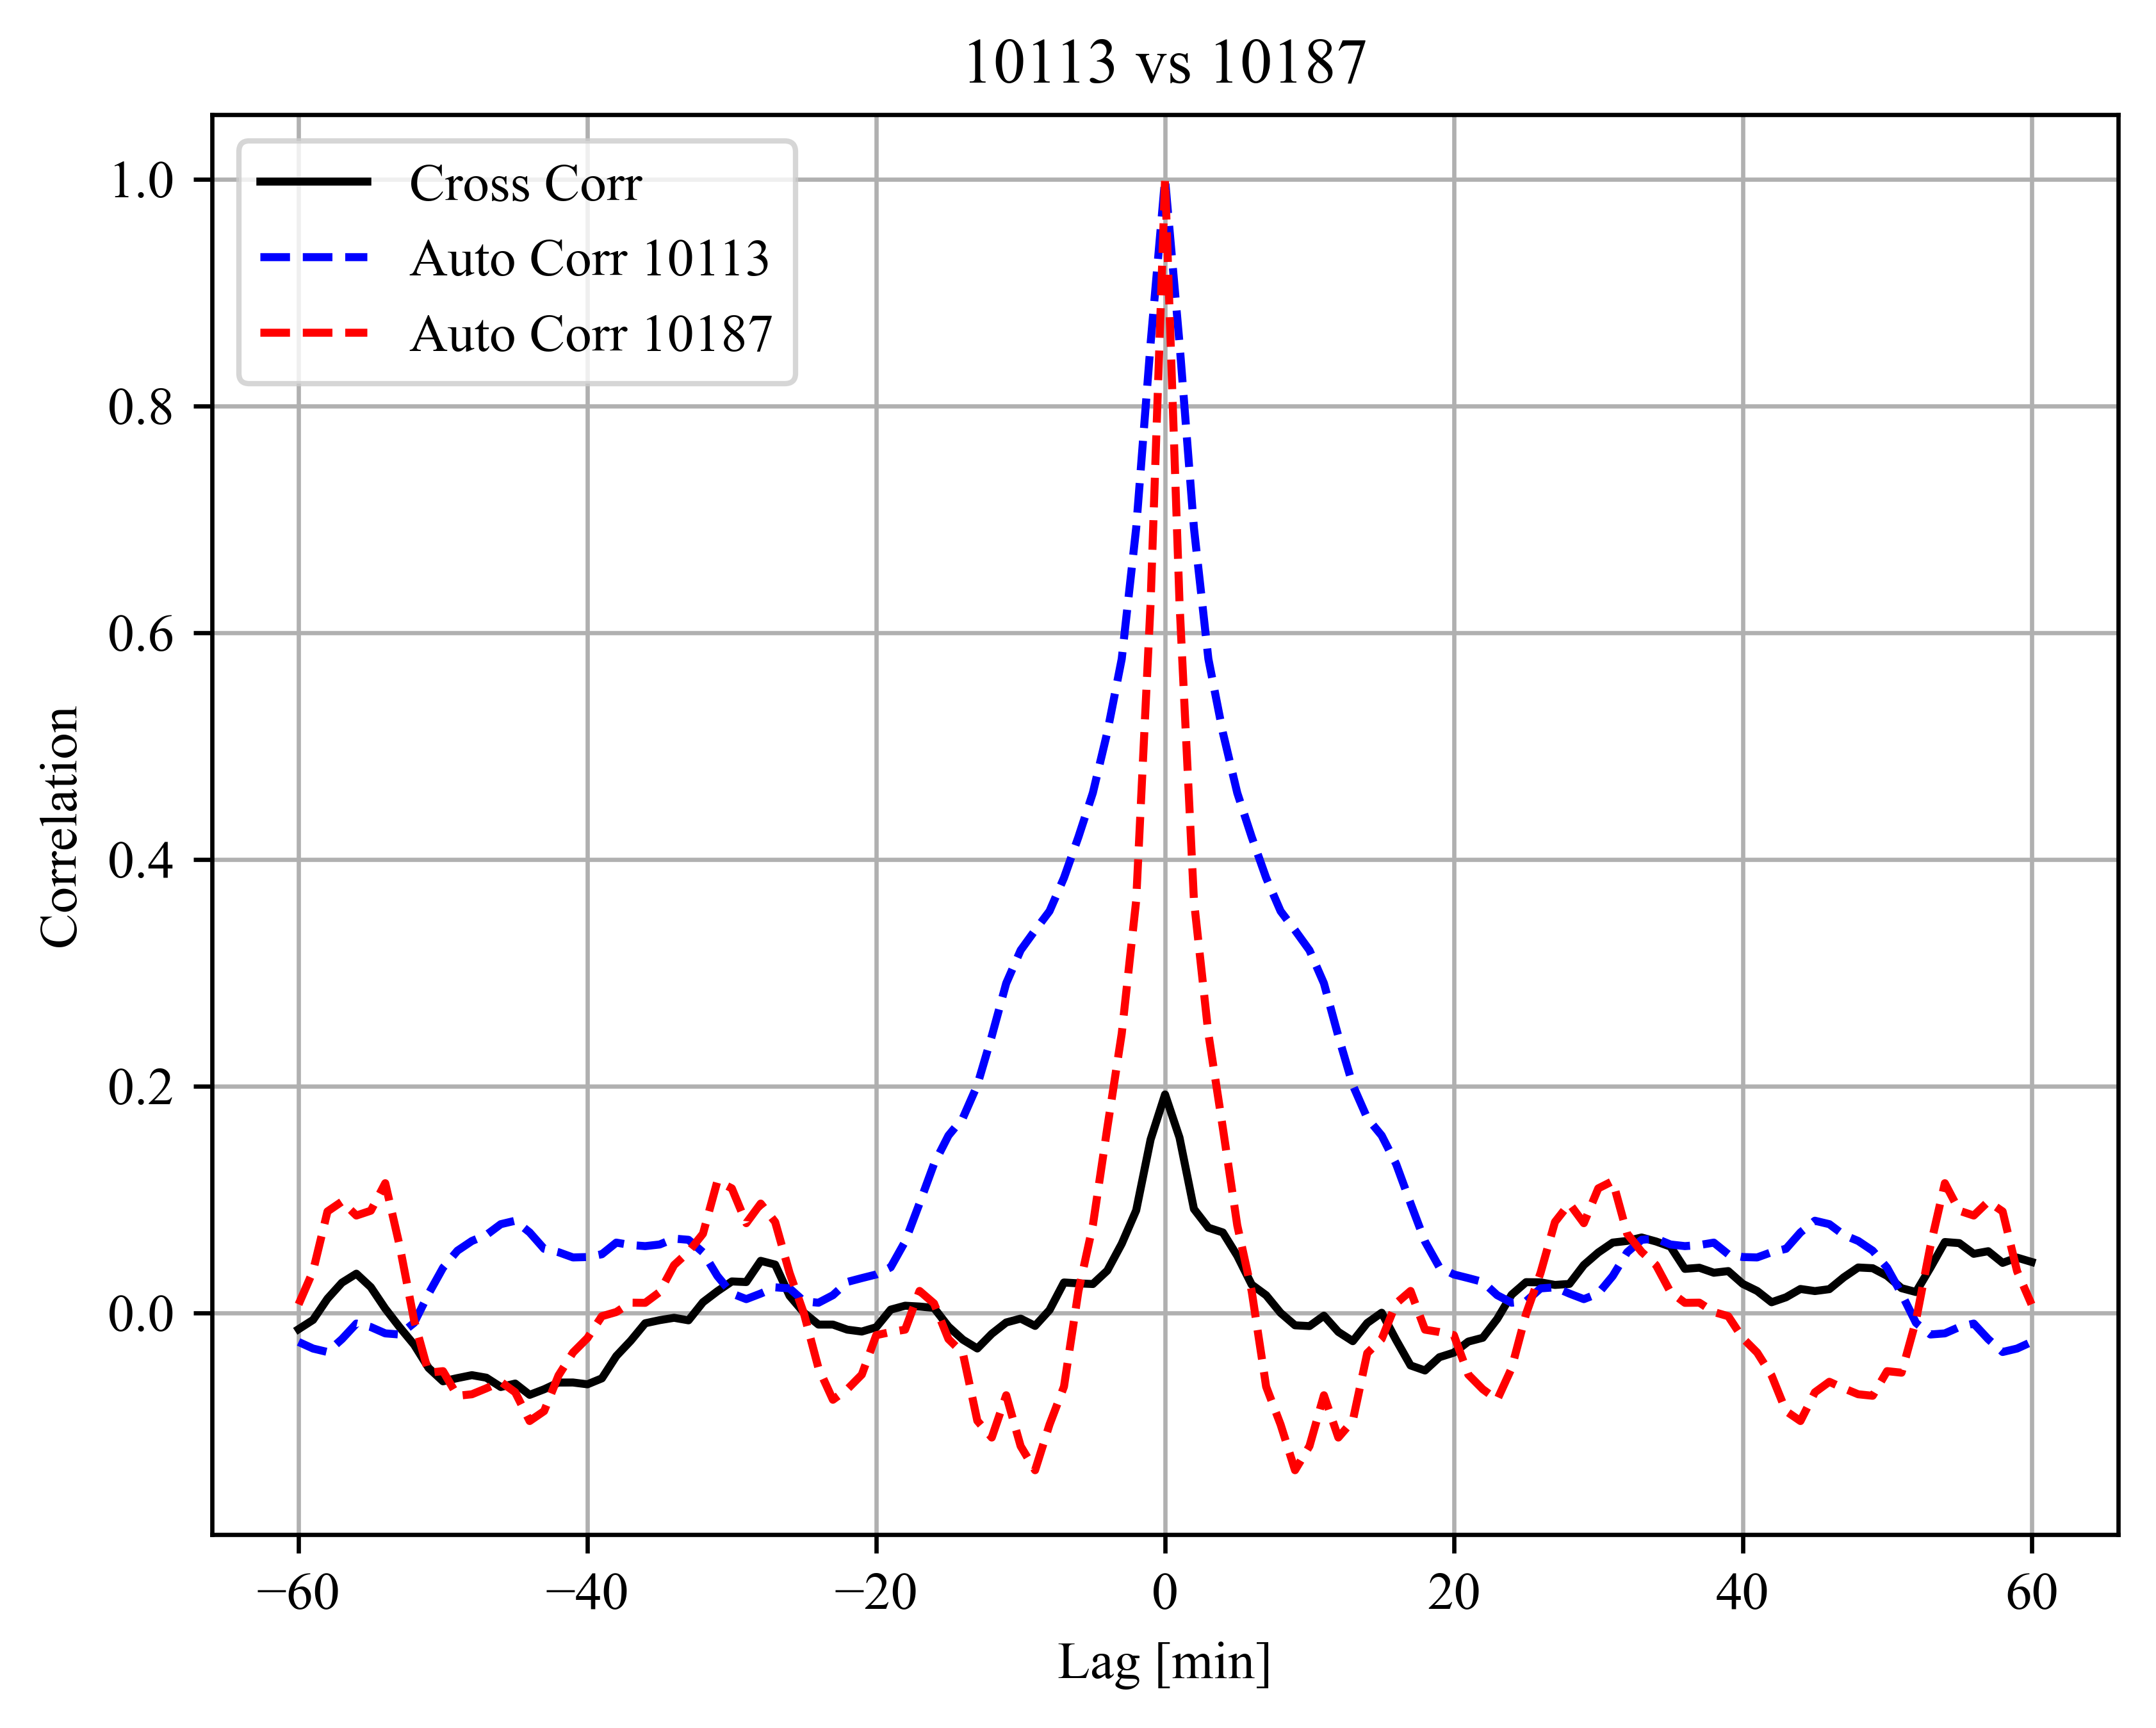 10113 vs 10187
Cross Corr
Auto Corr 10113
Auto Corr 10187
1.0
0.8
0.6
0.4
0.2
0.0
Correlation
−60 −40 −20 0 20 40 60
Lag [min]